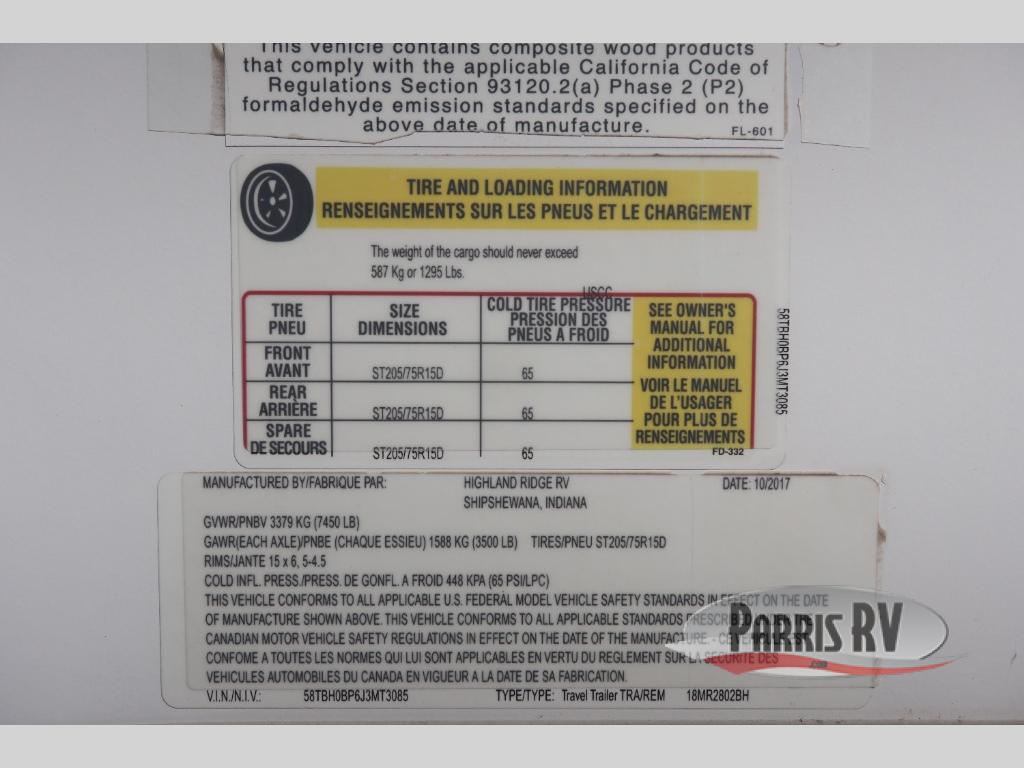 This vehicle contains composite wood products
that comply with the applicable California Code of
Regulations Section 93120.2(a) Phase 2 (P2)
formaldehyde emission standards specified on the
above date of manufacture.
FL-601
TIRE AND LOADING INFORMATION
RENSEIGNEMENTS SUR LES PNEUS ET LE CHARGEMENT
The weight of the cargo should never exceed
587 Kg or 1295 Lbs.
USCC
TIRE
PNEU
SIZE
DIMENSIONS
COLD TIRE PRESSURE
PRESSION DES
PNEUS A FROID
FRONT
AVANT
ST205/75R15D
65
REAR
ARRIÈRE
ST205/75R15D
65
SPARE
DE SECOURS
ST205/75R15D
65
SEE OWNER'S
MANUAL FOR
ADDITIONAL
INFORMATION
VOIR LE MANUEL
DE L'USAGER
POUR PLUS DE
RENSEIGNEMENTS
FD-332
58TBH0BP6J3MT3085
MANUFACTURED BY/FABRIQUE PAR: HIGHLAND RIDGE RV DATE: 10/2017
SHIPSHEWANA, INDIANA
GVWR/PNBV 3379 KG (7450 LB)
GAWR(EACH AXLE)/PNBE (CHAQUE ESSIEU) 1588 KG (3500 LB) TIRES/PNEU ST205/75R15D
RIMS/JANTE 15 x 6, 5-4.5
COLD INFL. PRESS./PRESS. DE GONFL. A FROID 448 KPA (65 PSI/LPC)
THIS VEHICLE CONFORMS TO ALL APPLICABLE U.S. FEDERAL MODEL VEHICLE SAFETY STANDARDS IN EFFECT ON THE DATE
OF MANUFACTURE SHOWN ABOVE. THIS VEHICLE CONFORMS TO ALL APPLICABLE STANDARDS
CANADIAN MOTOR VEHICLE SAFETY REGULATIONS IN EFFECT ON THE DATE OF THE MANUFACTURE. -
CONFOME A TOUTES LES NORMES QUI LUI SONT APPLICABLES EN VERTU DU REGLEMENT SUR LA SECURITE DES
VEHICULES AUTOMOBILES DU CANADA EN VIGUEUR A LA DATE DE SA FABRICATION.
V.I.N./N.I.V.: 58TBH0BP6J3MT3085 TYPE/TYPE: Travel Trailer TRA/REM 18MR2802BH
PARRIS RV
.com